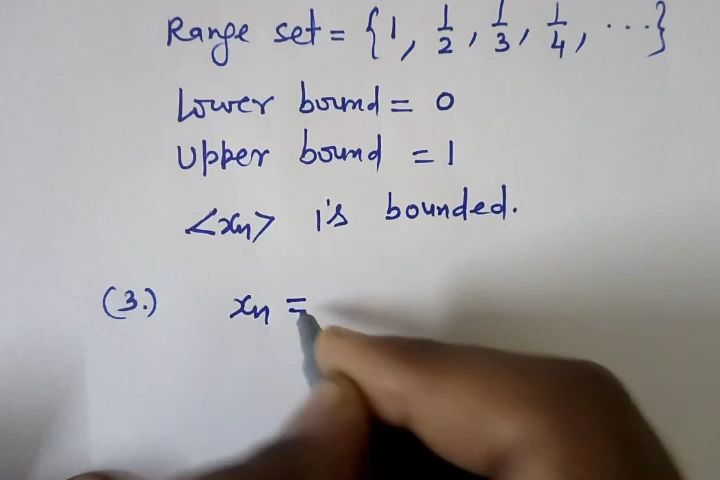 Range set = {1, 1/2, 1/3, 1/4, ...}
Lower bound = 0
Upper bound = 1
<xn> is bounded.
(3.) xn =